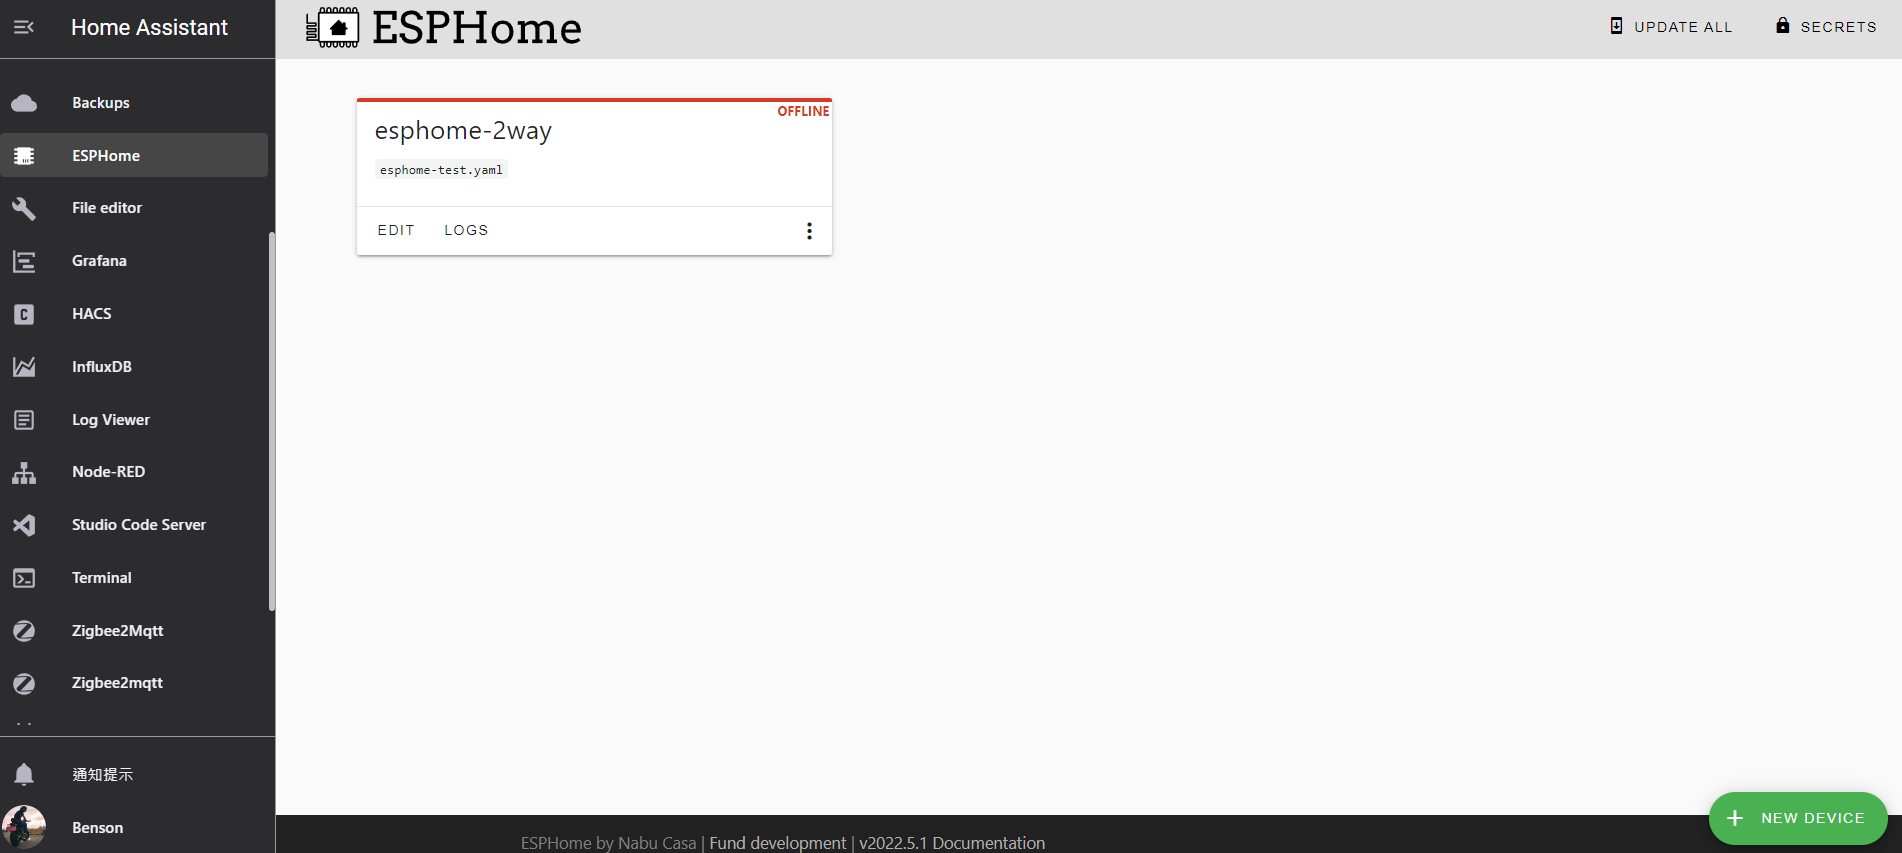 Home Assistant
Backups
ESPHome
File editor
Grafana
HACS
InfluxDB
Log Viewer
Node-RED
Studio Code Server
Terminal
Zigbee2Mqtt
Zigbee2mqtt
通知提示
Benson
ESPHome
UPDATE ALL
SECRETS
OFFLINE
esphome-2way
esphome-test.yaml
EDIT LOGS
NEW DEVICE
ESPHome by Nabu Casa | Fund development | v2022.5.1 Documentation